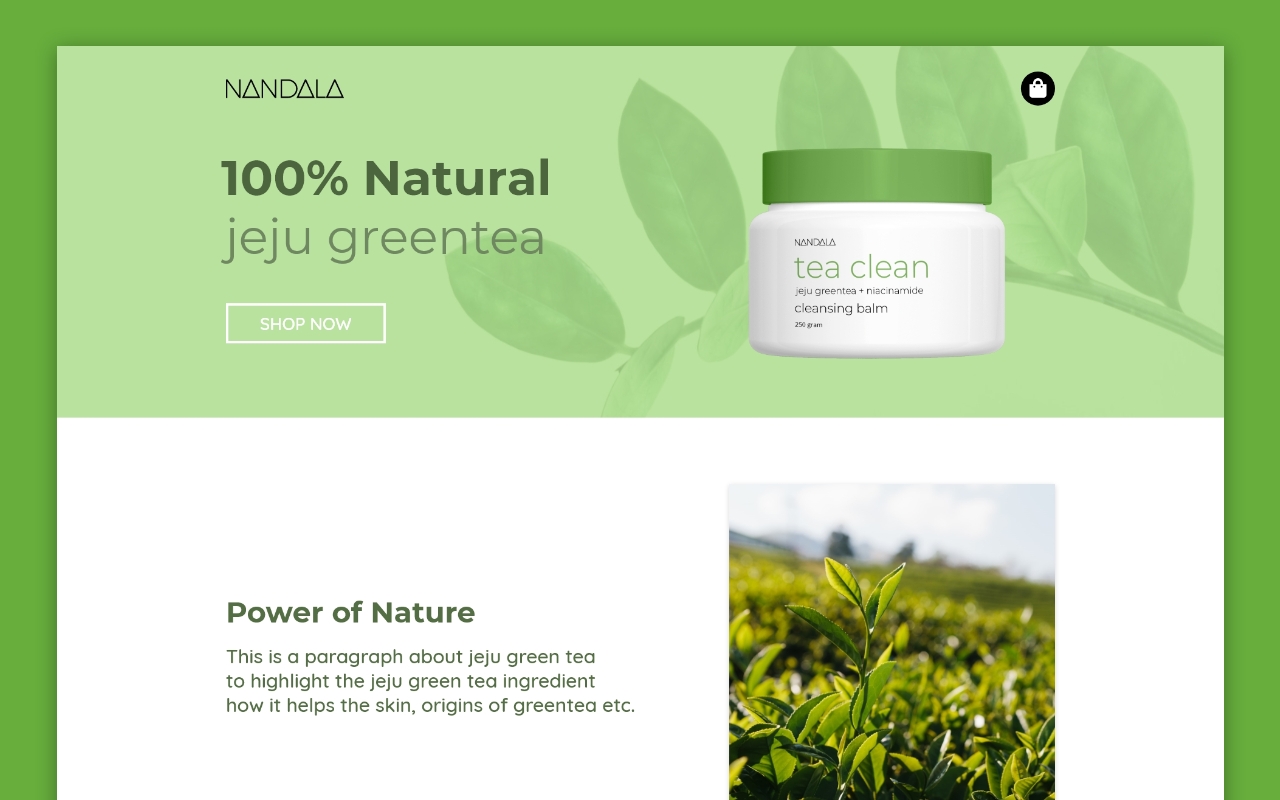 NANDALA
100% Natural
jeju greentea
SHOP NOW
NANDALA
tea clean
jeju greentea + niacinamide
cleansing balm
250 gram
Power of Nature
This is a paragraph about jeju green tea
to highlight the jeju green tea ingredient
how it helps the skin, origins of greentea etc.